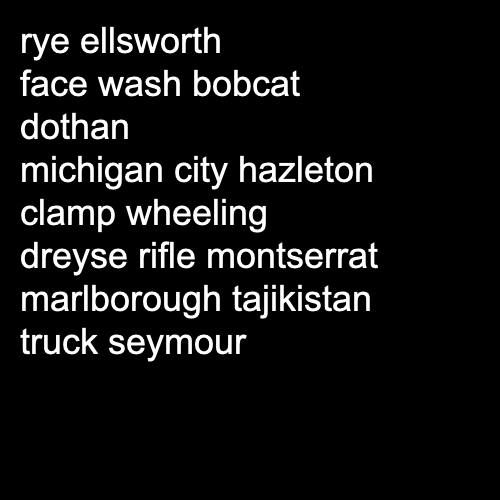 rye ellsworth
face wash bobcat
dothan
michigan city hazleton
clamp wheeling
dreyse rifle montserrat
marlborough tajikistan
truck seymour